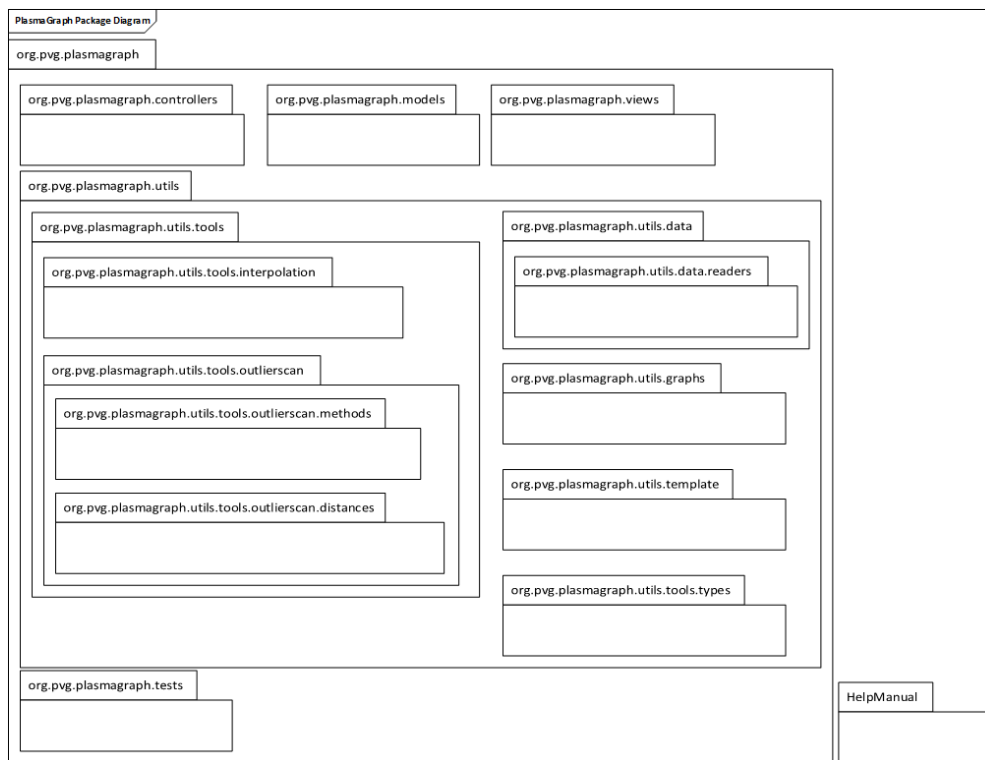 PlasmaGraph Package Diagram
org.pvg.plasmagraph
org.pvg.plasmagraph.controllers
org.pvg.plasmagraph.models
org.pvg.plasmagraph.views
org.pvg.plasmagraph.utils
org.pvg.plasmagraph.utils.tools
org.pvg.plasmagraph.utils.data
org.pvg.plasmagraph.utils.tools.interpolation
org.pvg.plasmagraph.utils.data.readers
org.pvg.plasmagraph.utils.tools.outlierscan
org.pvg.plasmagraph.utils.graphs
org.pvg.plasmagraph.utils.tools.outlierscan.methods
org.pvg.plasmagraph.utils.template
org.pvg.plasmagraph.utils.tools.outlierscan.distances
org.pvg.plasmagraph.utils.tools.types
org.pvg.plasmagraph.tests
HelpManual